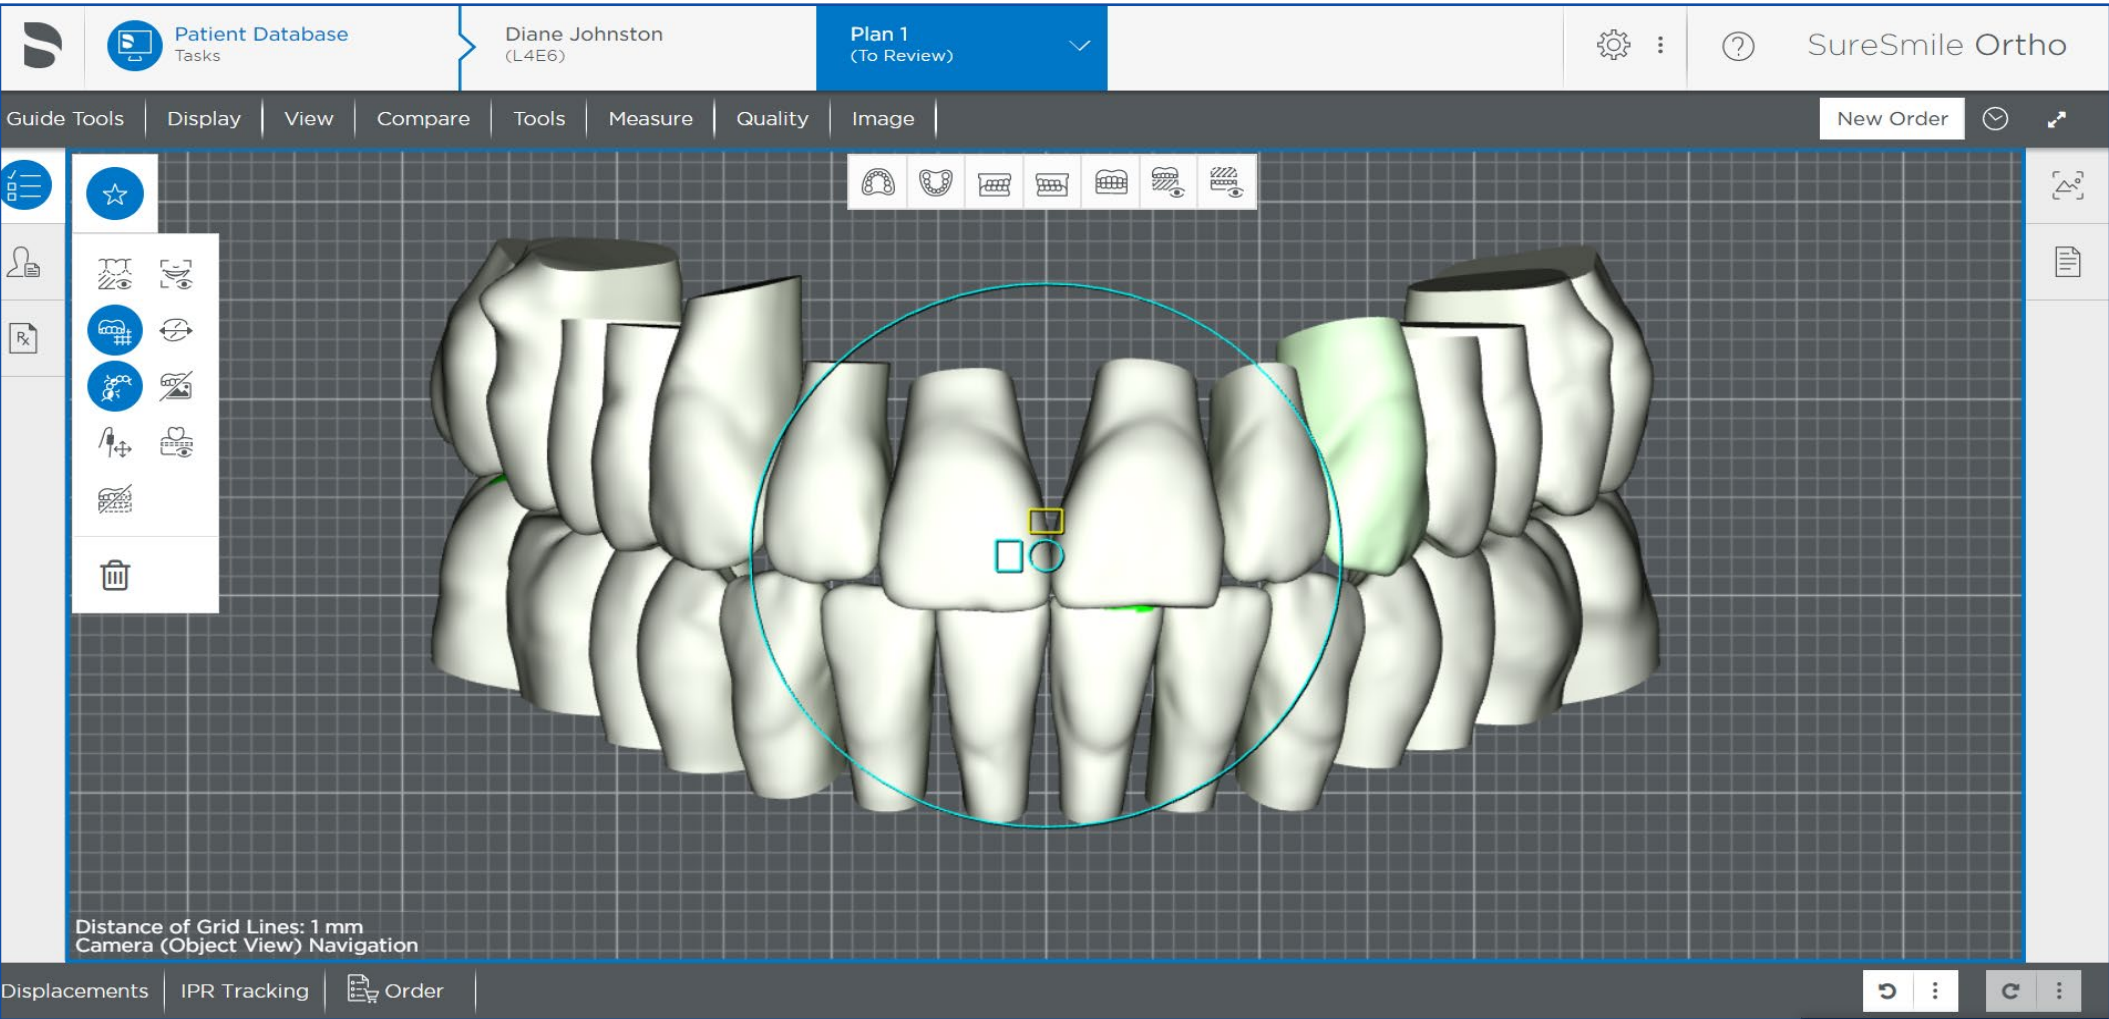 Patient Database
Tasks
Diane Johnston
(L4E6)
Plan 1
(To Review)
SureSmile Ortho
Guide Tools
Display
View
Compare
Tools
Measure
Quality
Image
New Order
Rx
Distance of Grid Lines: 1 mm
Camera (Object View) Navigation
Displacements
IPR Tracking
Order